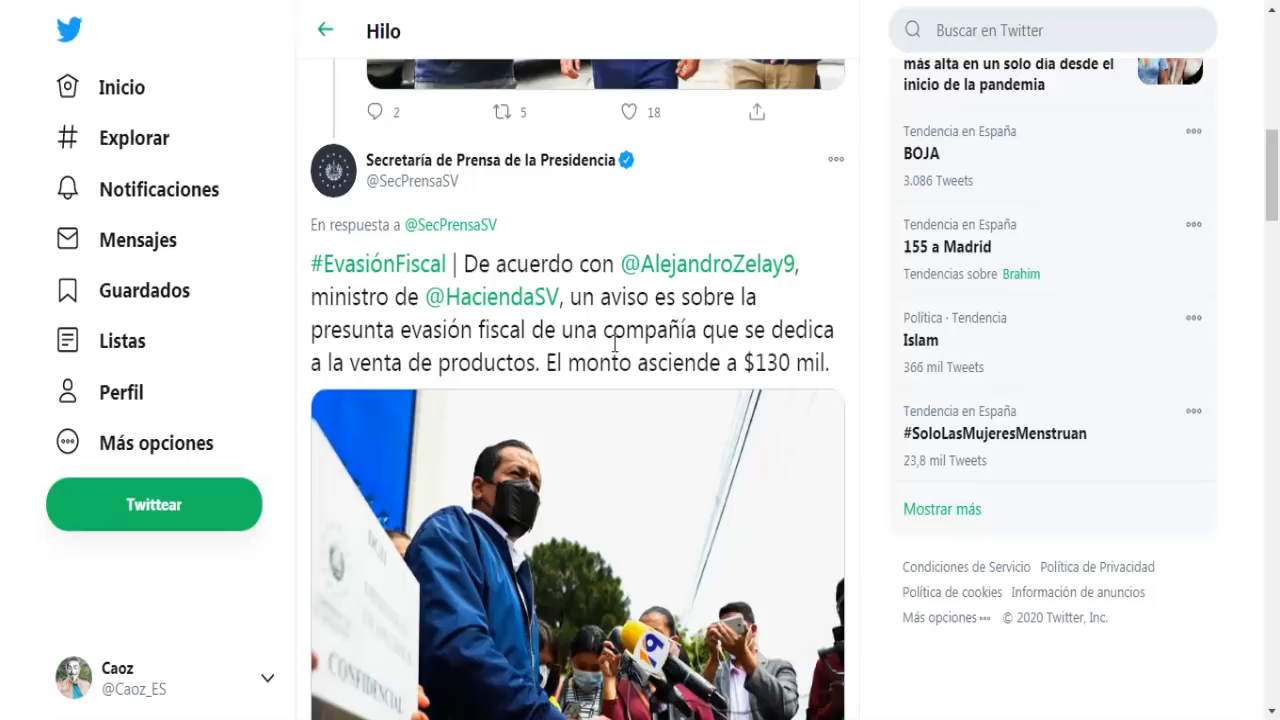 Inicio
Explorar
Notificaciones
Mensajes
Guardados
Listas
Perfil
Más opciones
Twittear
Caoz
@Caoz_ES
Hilo
2
5
18
Secretaría de Prensa de la Presidencia
@SecPrensaSV
En respuesta a @SecPrensaSV
#EvasiónFiscal | De acuerdo con @AlejandroZelay9,
ministro de @HaciendaSV, un aviso es sobre la
presunta evasión fiscal de una compañía que se dedica
a la venta de productos. El monto asciende a $130 mil.
CONFIDENCIAL
9
Buscar en Twitter
más alta en un solo día desde el
inicio de la pandemia
Tendencia en España
BOJA
3.086 Tweets
Tendencia en España
155 a Madrid
Tendencias sobre Brahim
Política · Tendencia
Islam
366 mil Tweets
Tendencia en España
#SoloLasMujeresMenstruan
23,8 mil Tweets
Mostrar más
Condiciones de Servicio Política de Privacidad
Política de cookies Información de anuncios
Más opciones © 2020 Twitter, Inc.